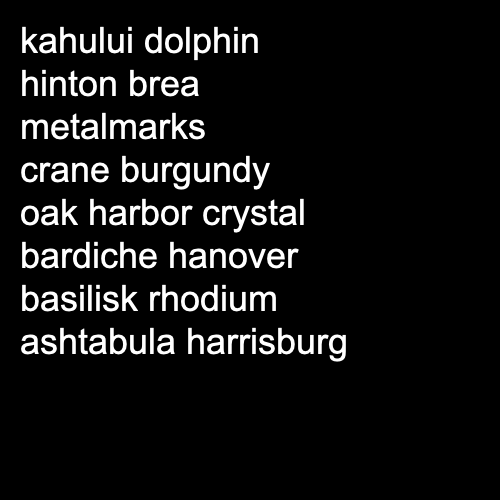 kahului dolphin
hinton brea
metalmarks
crane burgundy
oak harbor crystal
bardiche hanover
basilisk rhodium
ashtabula harrisburg